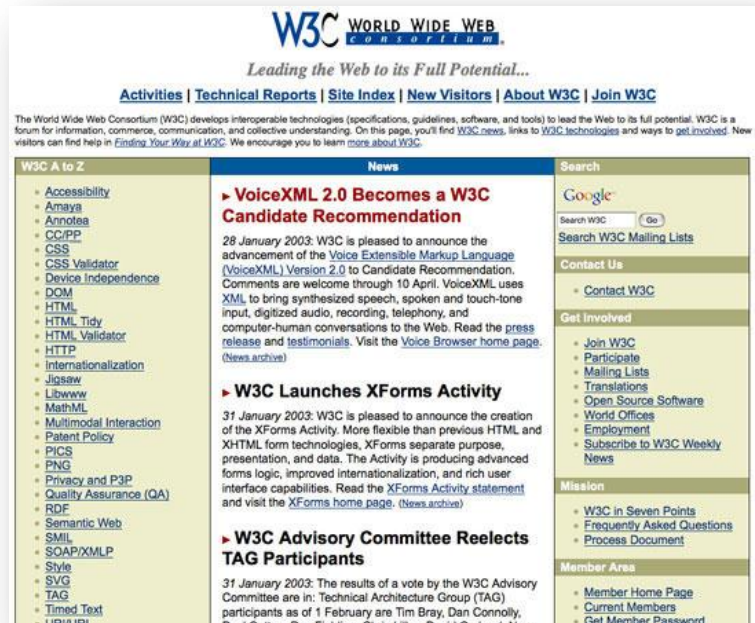 W3C WORLD WIDE WEB
consortium
Leading the Web to its Full Potential...
Activities | Technical Reports | Site Index | New Visitors | About W3C | Join W3C
The World Wide Web Consortium (W3C) develops interoperable technologies (specifications, guidelines, software, and tools) to lead the Web to its full potential. W3C is a
forum for information, commerce, communication, and collective understanding. On this page, you'll find W3C news, links to W3C technologies and ways to get involved. New
visitors can find help in Finding Your Way at W3C. We encourage you to learn more about W3C.
W3C A to Z
Accessibility
Amaya
Annotea
CC/PP
CSS
CSS Validator
Device Independence
DOM
HTML
HTML Tidy
HTML Validator
HTTP
Internationalization
Jigsaw
Libwww
MathML
Multimodal Interaction
Patent Policy
PICS
PNG
Privacy and P3P
Quality Assurance (QA)
RDF
Semantic Web
SMIL
SOAP/XMLP
Style
SVG
TAG
Timed Text
News
VoiceXML 2.0 Becomes a W3C
Candidate Recommendation
28 January 2003: W3C is pleased to announce the
advancement of the Voice Extensible Markup Language
(VoiceXML) Version 2.0 to Candidate Recommendation.
Comments are welcome through 10 April. VoiceXML uses
XML to bring synthesized speech, spoken and touch-tone
input, digitized audio, recording, telephony, and
computer-human conversations to the Web. Read the press
release and testimonials. Visit the Voice Browser home page.
(News archive)
W3C Launches XForms Activity
31 January 2003: W3C is pleased to announce the creation
of the XForms Activity. More flexible than previous HTML and
XHTML form technologies, XForms separate purpose,
presentation, and data. The Activity is producing advanced
forms logic, improved internationalization, and rich user
interface capabilities. Read the XForms Activity statement
and visit the XForms home page. (News archive)
W3C Advisory Committee Reelects
TAG Participants
31 January 2003: The results of a vote by the W3C Advisory
Committee are in: Technical Architecture Group (TAG)
participants as of 1 February are Tim Bray, Dan Connolly,
Search
Google
Search W3C Go
Search W3C Mailing Lists
Contact Us
Contact W3C
Get Involved
Join W3C
Participate
Mailing Lists
Translations
Open Source Software
World Offices
Employment
Subscribe to W3C Weekly
News
Mission
W3C in Seven Points
Frequently Asked Questions
Process Document
Member Area
Member Home Page
Current Members
Get Member Password